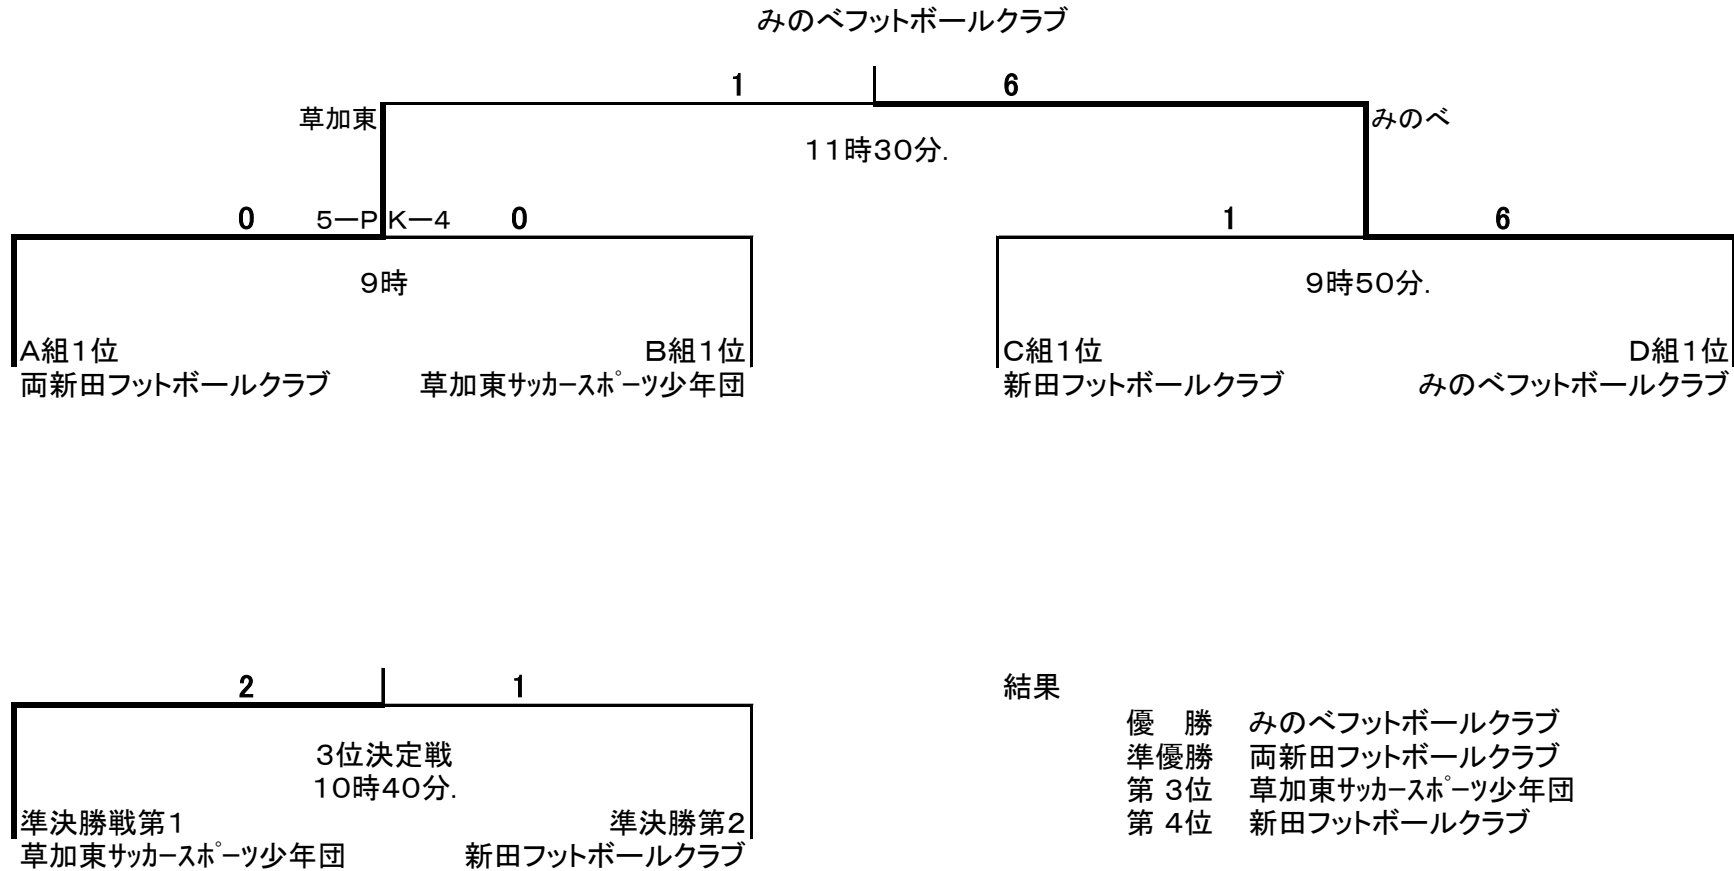 みのべフットボールクラブ
1 6
草加東 みのべ
11時30分.
0 5ーPK－4 0 1 6
9時 9時50分.
A組1位 B組1位 C組1位 D組1位
両新田フットボールクラブ 草加東ｻｯｶｰｽﾎﾟｰﾂ少年団 新田フットボールクラブ みのべフットボールクラブ
2 1 結果
優　勝 みのべフットボールクラブ
3位決定戦 準優勝 両新田フットボールクラブ
10時40分. 第 3位 草加東ｻｯｶｰｽﾎﾟｰﾂ少年団
準決勝戦第1 準決勝第2 第 4位 新田フットボールクラブ
草加東ｻｯｶｰｽﾎﾟｰﾂ少年団 新田フットボールクラブ